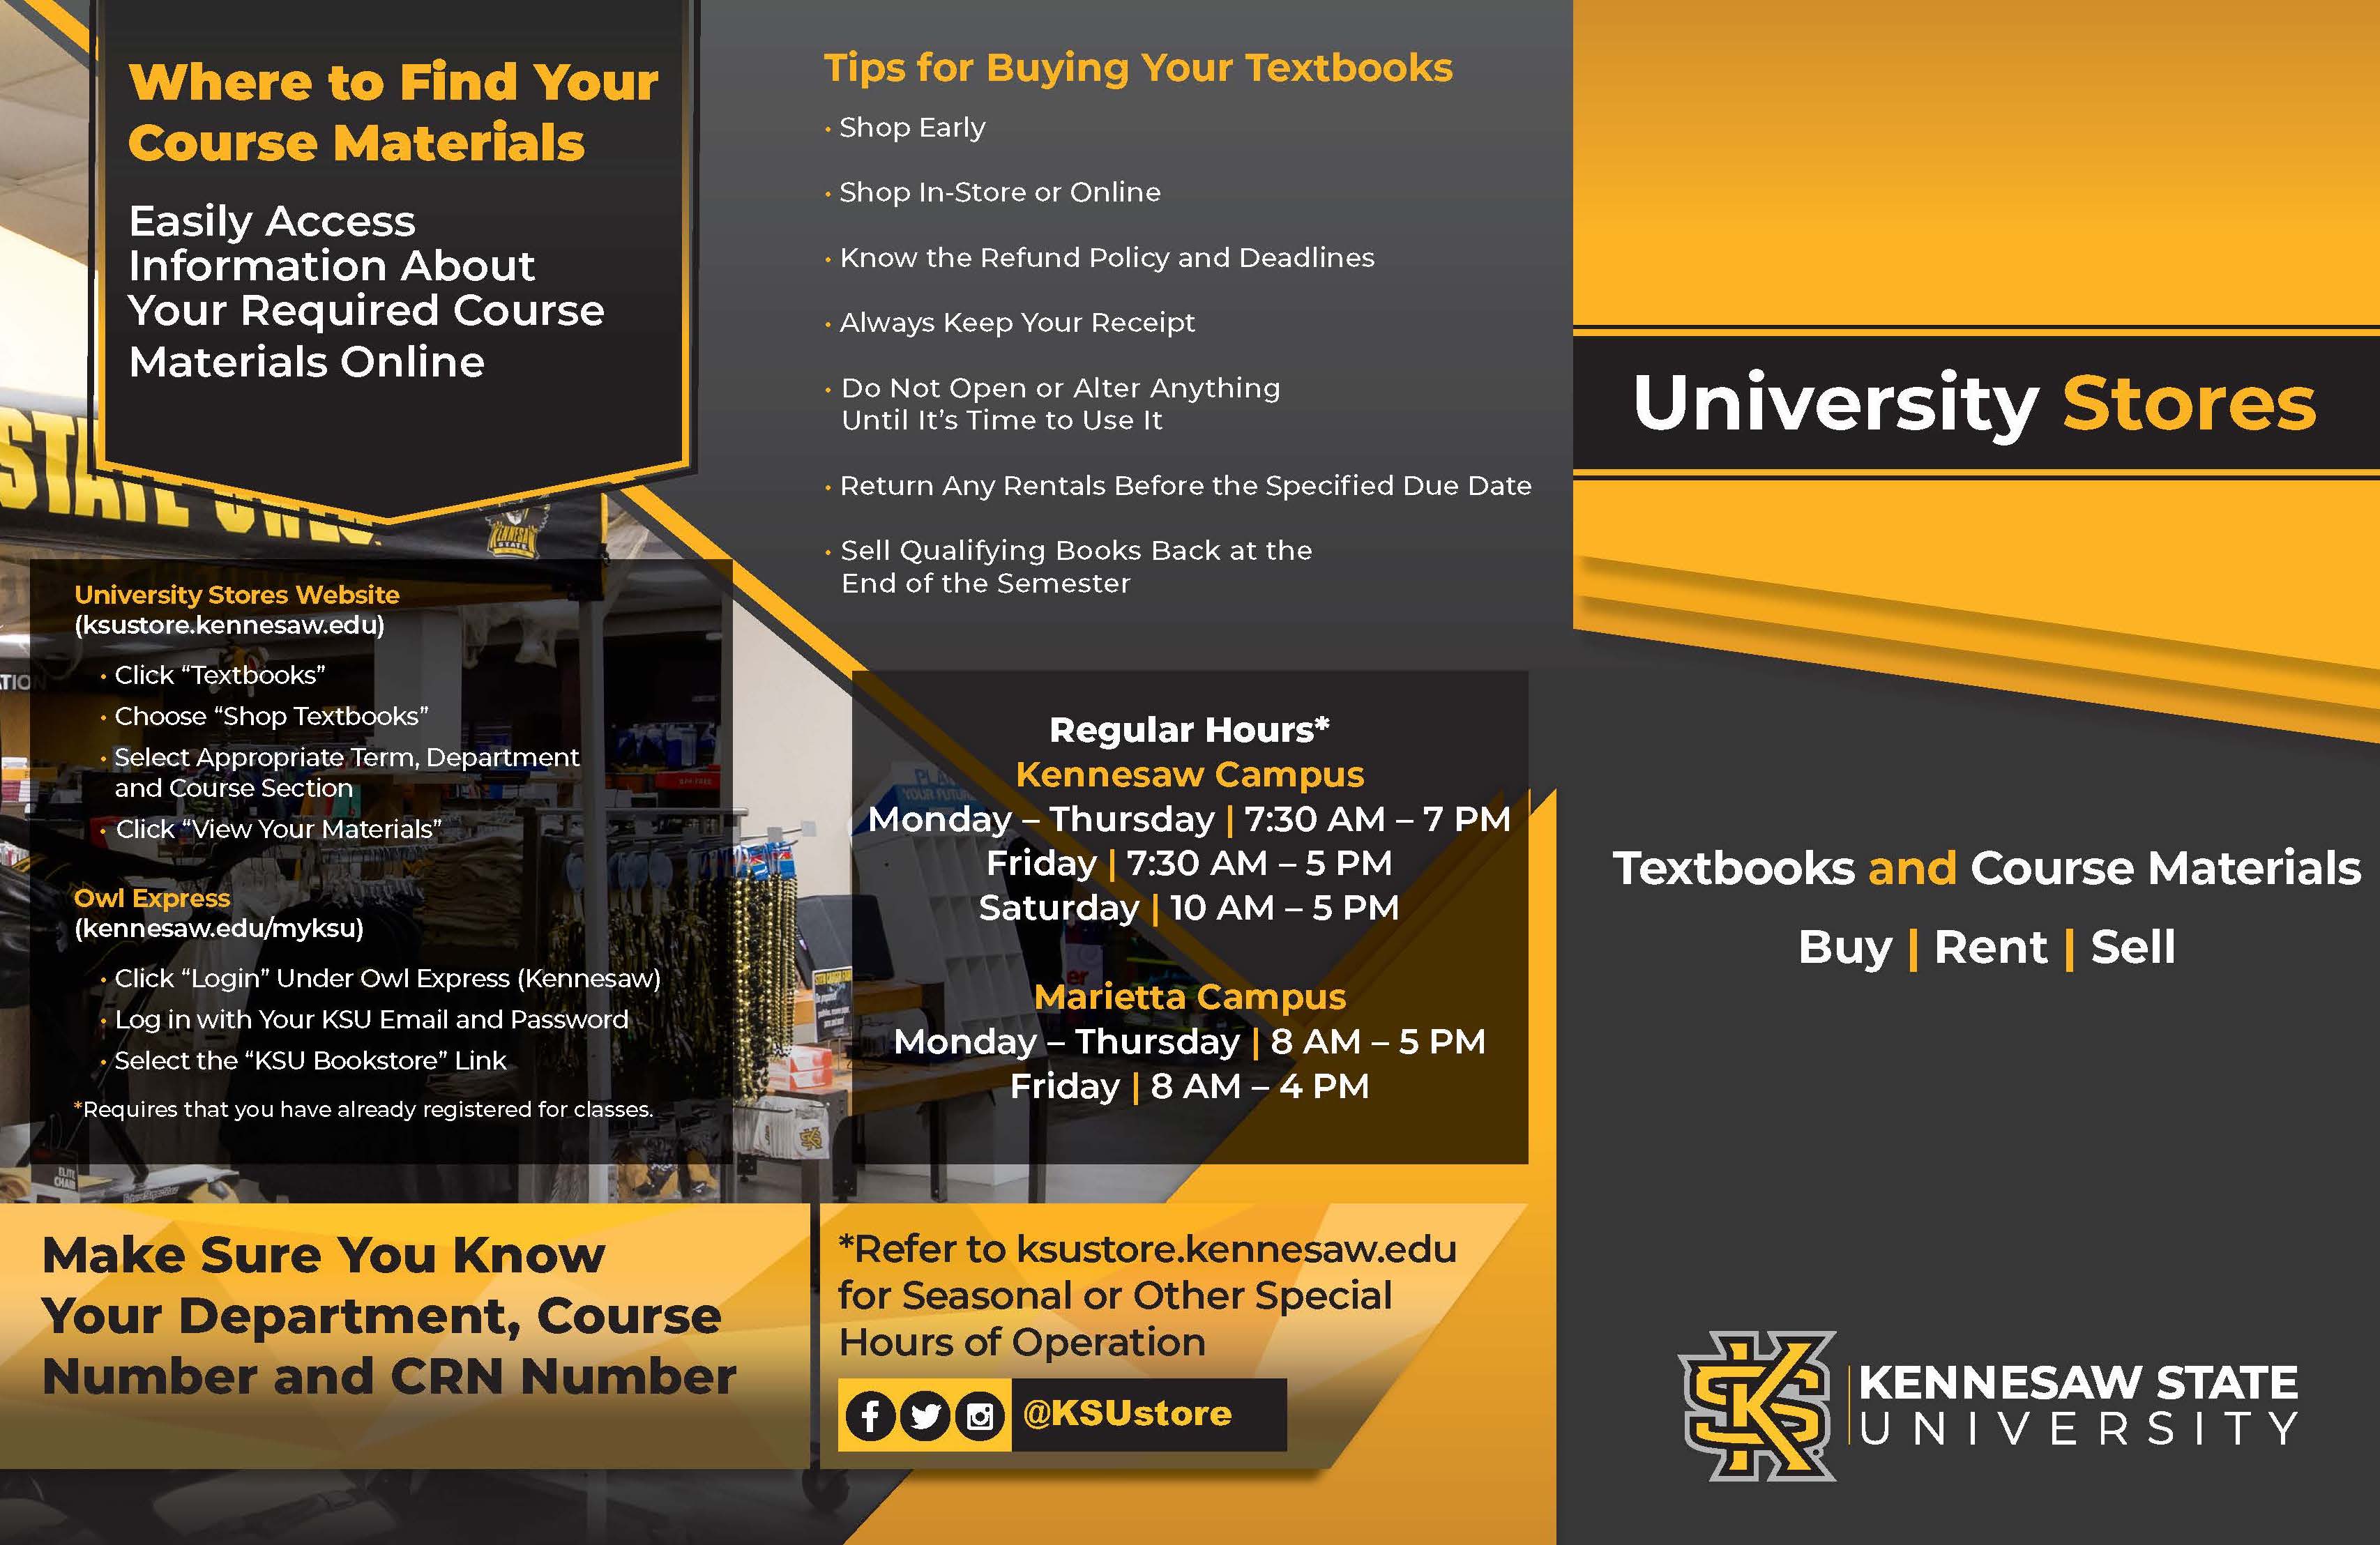 Where to Find Your
Course Materials
Easily Access
Information About
Your Required Course
Materials Online
STATE OWLS
KENNESAW
STATE
University Stores Website
(ksustore.kennesaw.edu)
• Click “Textbooks”
• Choose “Shop Textbooks”
• Select Appropriate Term, Department
and Course Section
• Click “View Your Materials”
Owl Express
(kennesaw.edu/myksu)
• Click “Login” Under Owl Express (Kennesaw)
• Log in with Your KSU Email and Password
• Select the “KSU Bookstore” Link
*Requires that you have already registered for classes.
ELITE
CHAIR
Make Sure You Know
Your Department, Course
Number and CRN Number
Tips for Buying Your Textbooks
• Shop Early
• Shop In-Store or Online
• Know the Refund Policy and Deadlines
• Always Keep Your Receipt
• Do Not Open or Alter Anything
Until It’s Time to Use It
• Return Any Rentals Before the Specified Due Date
• Sell Qualifying Books Back at the
End of the Semester
Regular Hours*
Kennesaw Campus
Monday – Thursday | 7:30 AM – 7 PM
Friday | 7:30 AM – 5 PM
Saturday | 10 AM – 5 PM
Marietta Campus
Monday – Thursday | 8 AM – 5 PM
Friday | 8 AM – 4 PM
*Refer to ksustore.kennesaw.edu
for Seasonal or Other Special
Hours of Operation
@KSUstore
University Stores
Textbooks and Course Materials
Buy | Rent | Sell
KS
KENNESAW STATE
UNIVERSITY